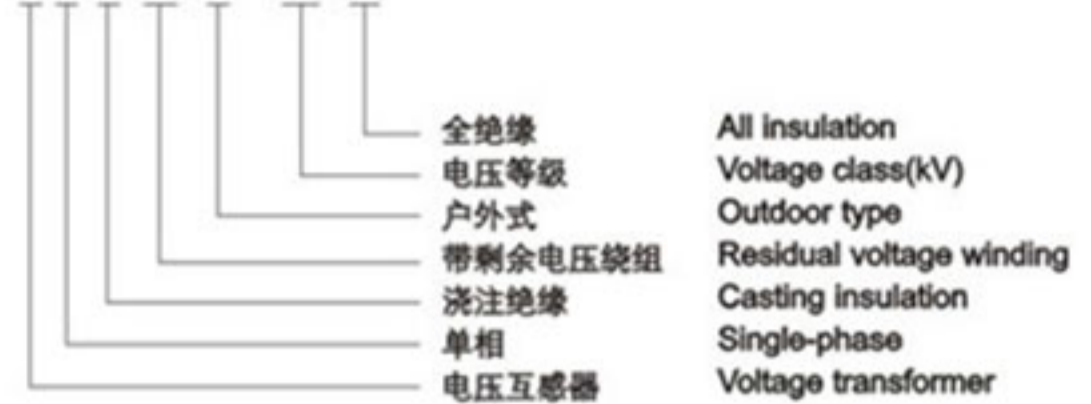 全绝缘 All insulation
电压等级 Voltage class(kV)
户外式 Outdoor type
带剩余电压绕组 Residual voltage winding
浇注绝缘 Casting insulation
单相 Single-phase
电压互感器 Voltage transformer